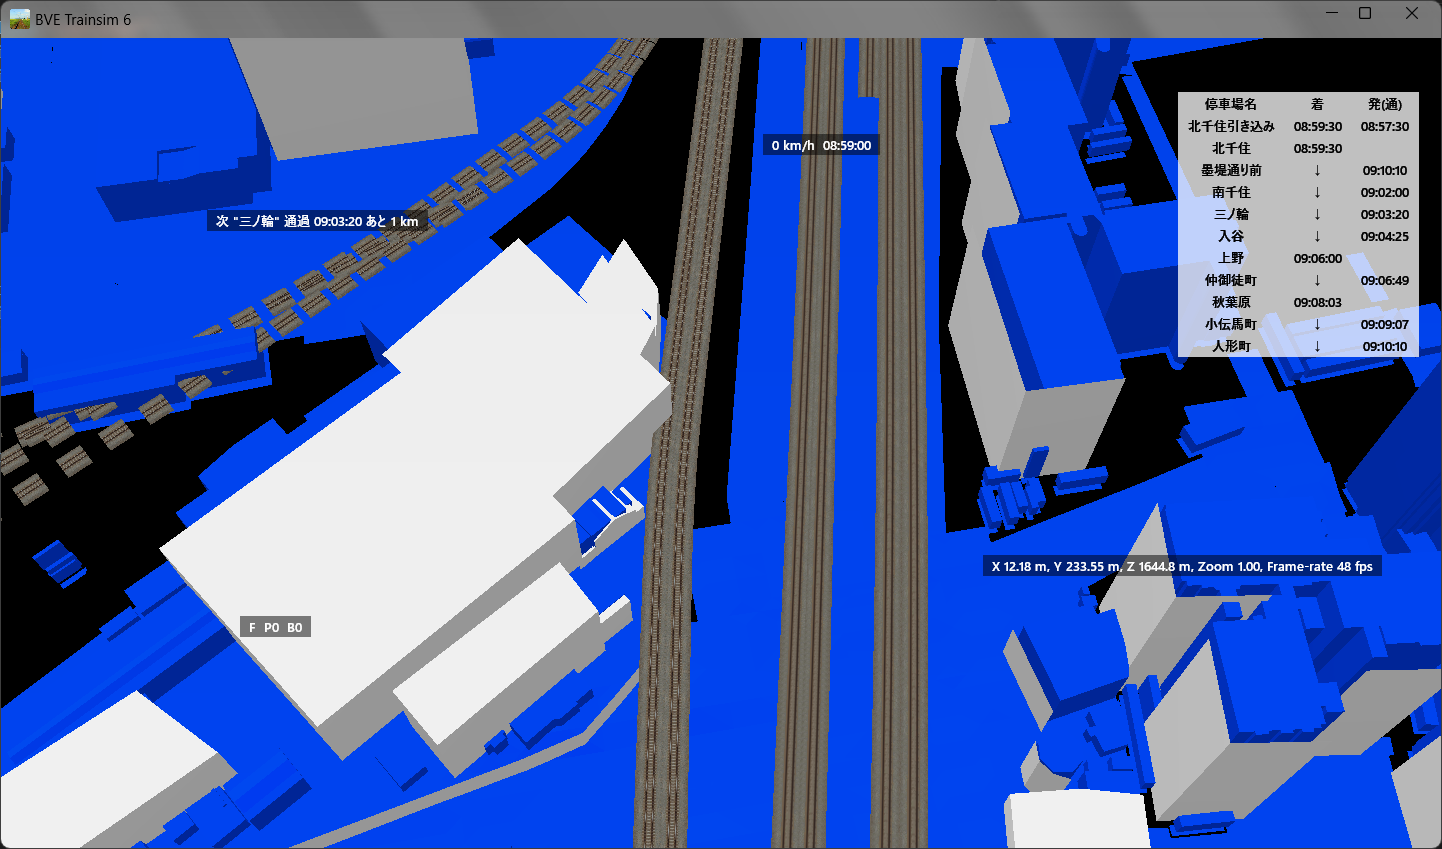 BVE Trainsim 6
停車場名 着 発(通)
北千住引き込み 08:59:30 08:57:30
北千住 08:59:30
墨堤通り前 ↓ 09:10:10
南千住 ↓ 09:02:00
三ノ輪 ↓ 09:03:20
入谷 ↓ 09:04:25
上野 09:06:00
仲御徒町 ↓ 09:06:49
秋葉原 09:08:03
小伝馬町 ↓ 09:09:07
人形町 ↓ 09:10:10
0 km/h 08:59:00
次 "三ノ輪" 通過 09:03:20 あと 1 km
X 12.18 m, Y 233.55 m, Z 1644.8 m, Zoom 1.00, Frame-rate 48 fps
F P0 B0